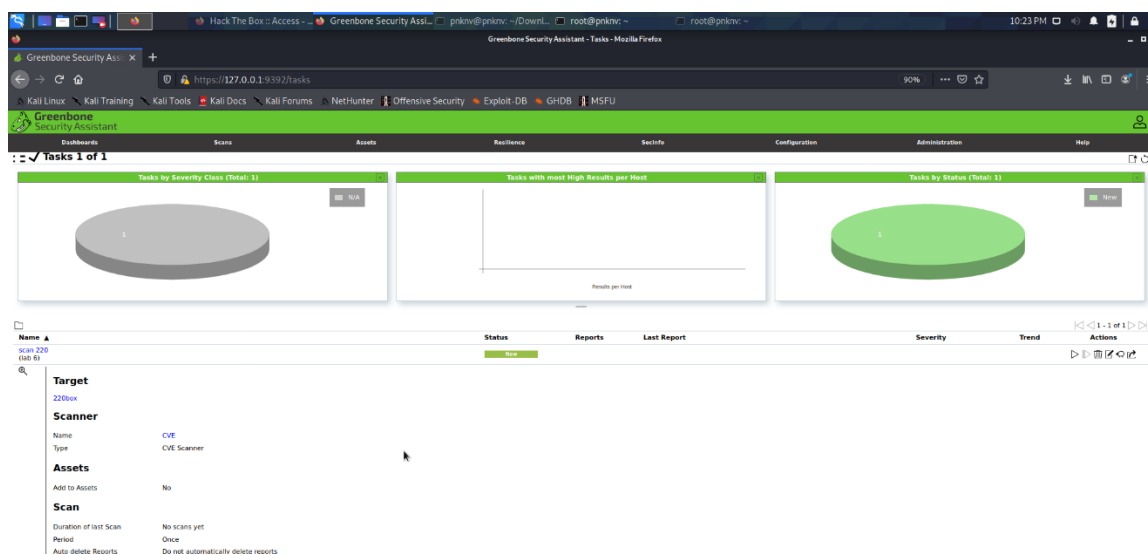 Hack The Box :: Access - Greenbone Security Assi... pnknv@pnknv: ~/Downl... root@pnknv: ~ root@pnknv: ~ 10:23 PM
Greenbone Security Assistant - Tasks - Mozilla Firefox
Greenbone Security Assi
https://127.0.0.1:9392/tasks 90%
Kali Linux Kali Training Kali Tools Kali Docs Kali Forums NetHunter Offensive Security Exploit-DB GHDB MSFU
Greenbone
Security Assistant
Dashboards Scans Assets Resilience SecInfo Configuration Administration Help
Tasks 1 of 1
Tasks by Severity Class (Total: 1) Tasks with most High Results per Host Tasks by Status (Total: 1)
N/A New
1 1
Results per Host
1 - 1 of 1
Name ▲ Status Reports Last Report Severity Trend Actions
scan 220 New
(lab 6)
Target
220box
Scanner
Name CVE
Type CVE Scanner
Assets
Add to Assets No
Scan
Duration of last Scan No scans yet
Period Once
Auto delete Reports Do not automatically delete reports